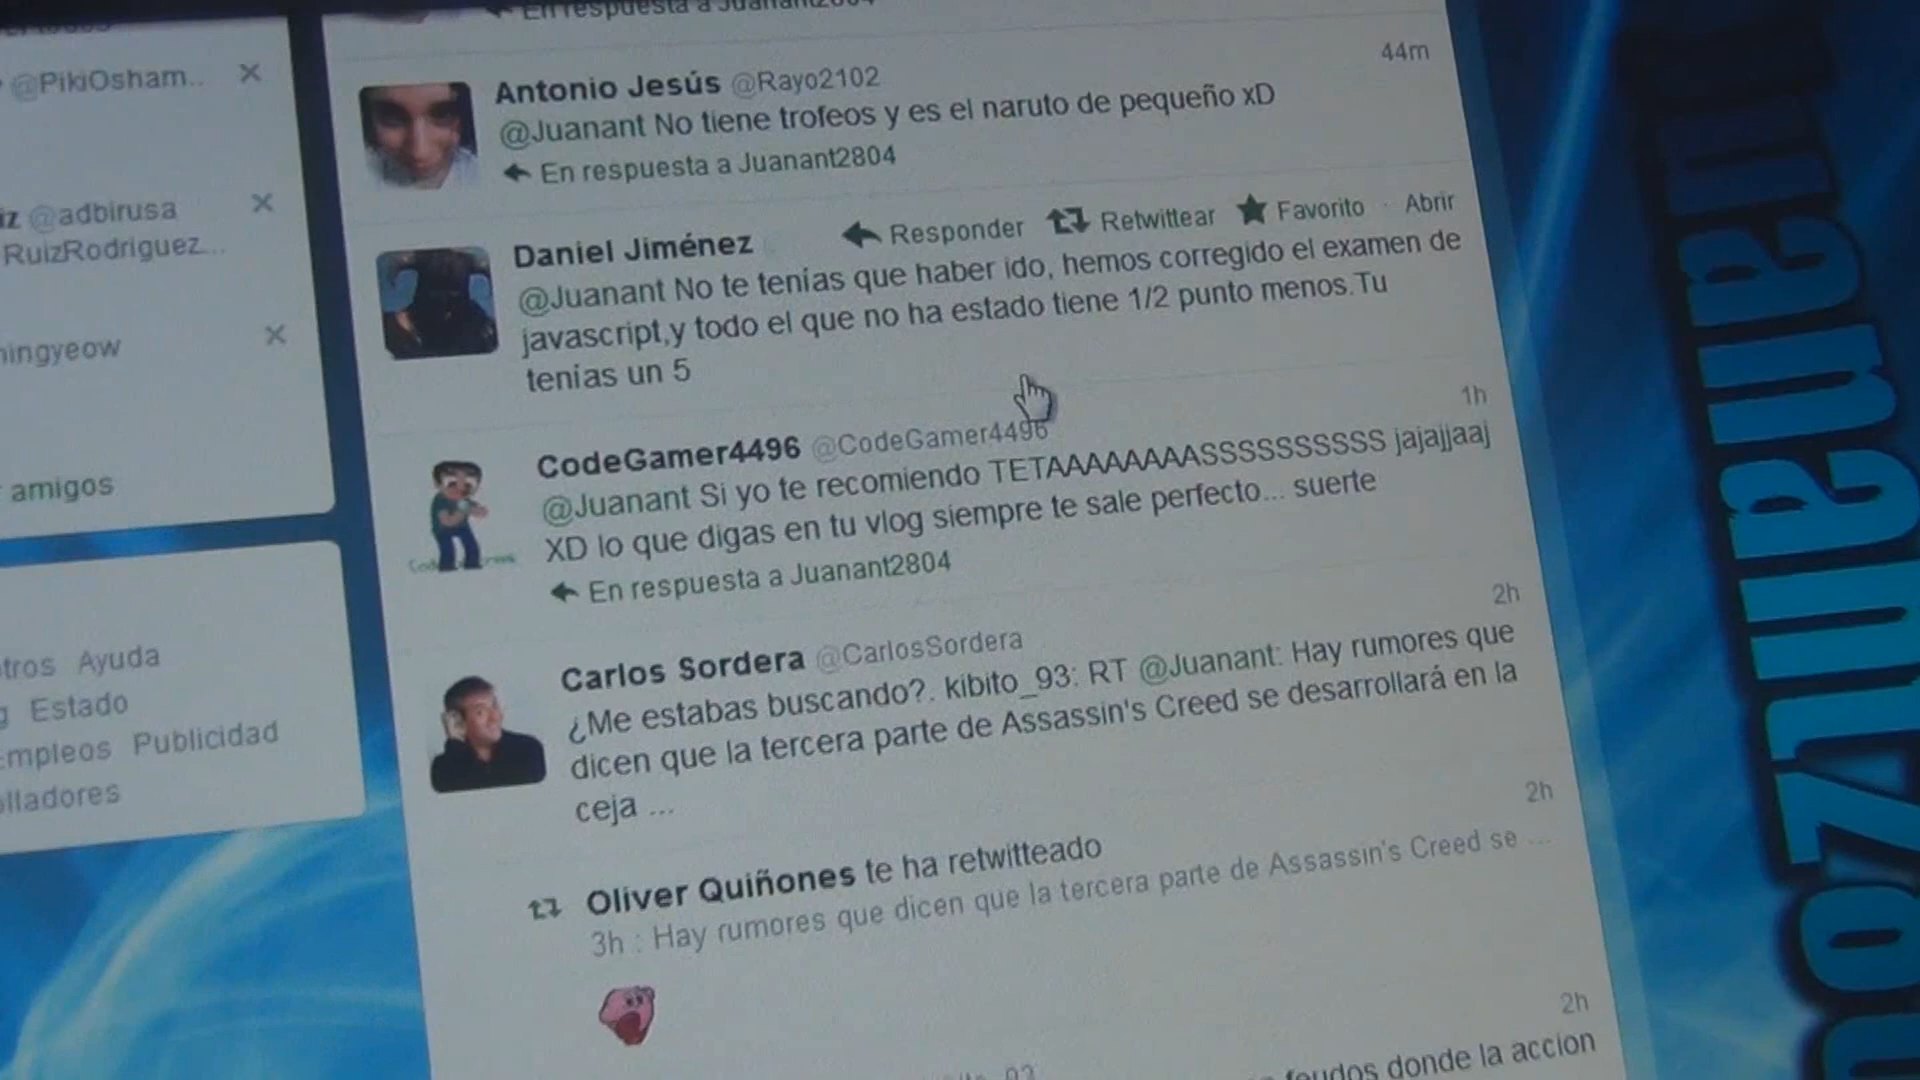 En respuesta a Juanant2804
@PikiOsham..
44m
Antonio Jesús @Rayo2102
@Juanant No tiene trofeos y es el naruto de pequeño xD
En respuesta a Juanant2804
@adbirusa
RuizRodriguez...
Daniel Jiménez
Responder Retwittear Favorito · Abrir
@Juanant No te tenías que haber ido, hemos corregido el examen de
javascript,y todo el que no ha estado tiene 1/2 punto menos.Tu
tenias un 5
amigos
1h
CodeGamer4496 @CodeGamer4496
@Juanant Si yo te recomiendo TETAAAAAAAASSSSSSSSSS jajajjaaj
XD lo que digas en tu vlog siempre te sale perfecto... suerte
En respuesta a Juanant2804
Ayuda
Estado
Empleos Publicidad
2h
Carlos Sordera @CarlosSordera
¿Me estabas buscando?. kibito_93: RT @Juanant: Hay rumores que
dicen que la tercera parte de Assassin's Creed se desarrollará en la
ceja ...
2h
Oliver Quiñones te ha retwitteado
3h : Hay rumores que dicen que la tercera parte de Assassin's Creed se ...
2h
feudos donde la accion